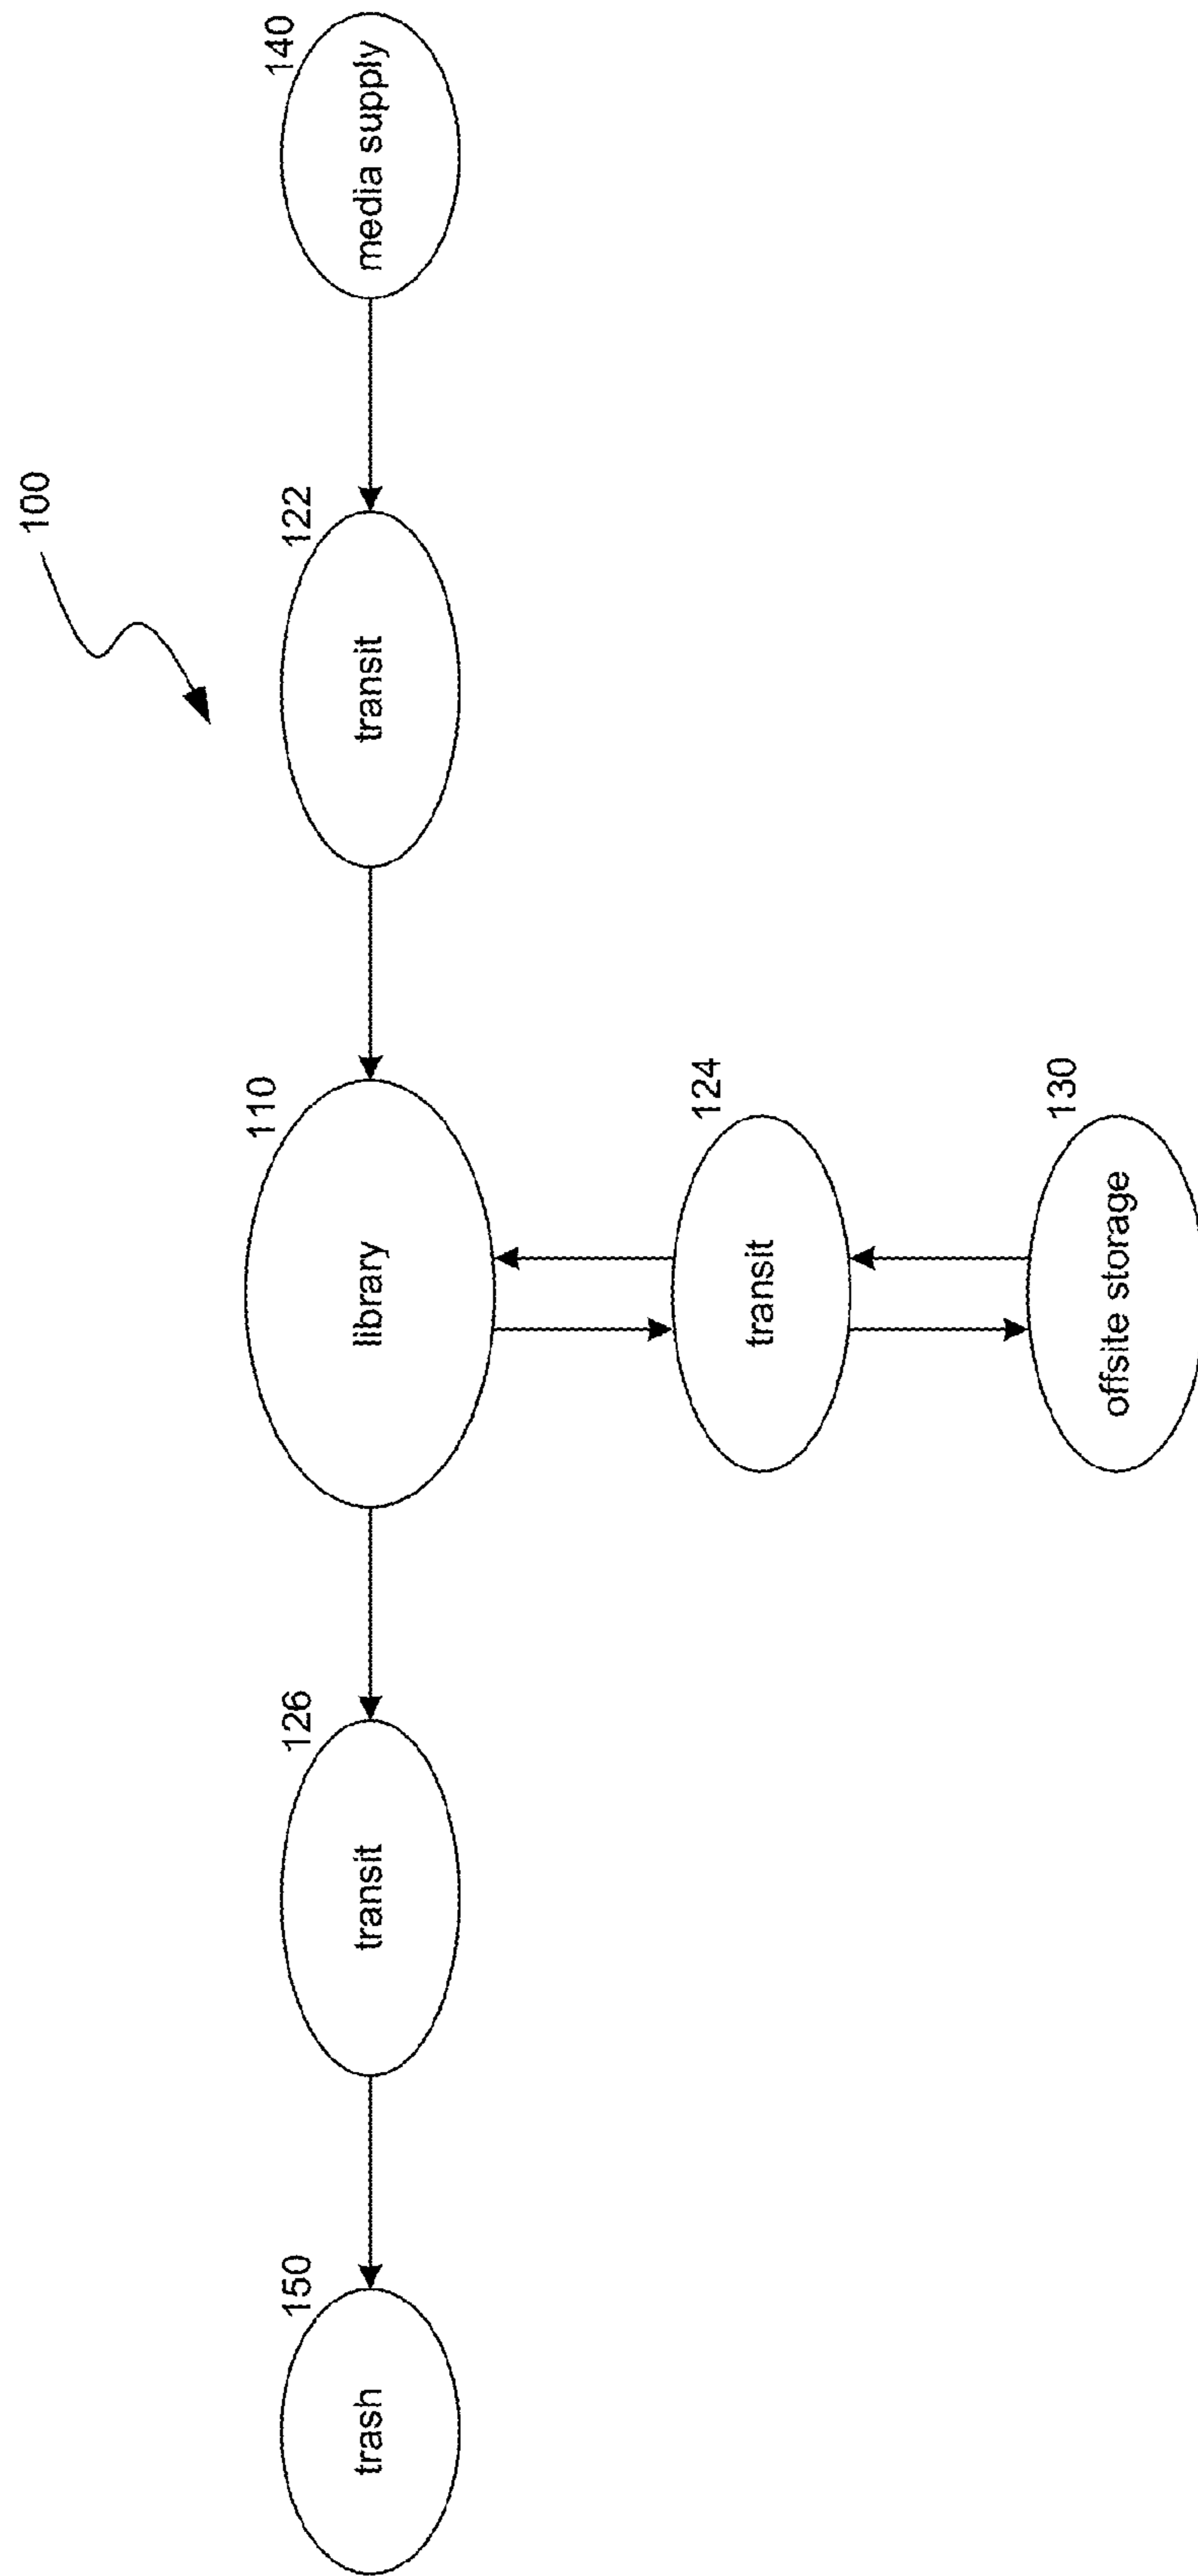 100
150
trash
126
transit
110
library
122
transit
140
media supply
124
transit
130
offsite storage